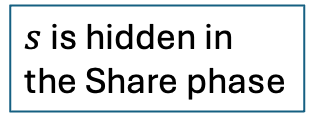 s is hidden in
the Share phase